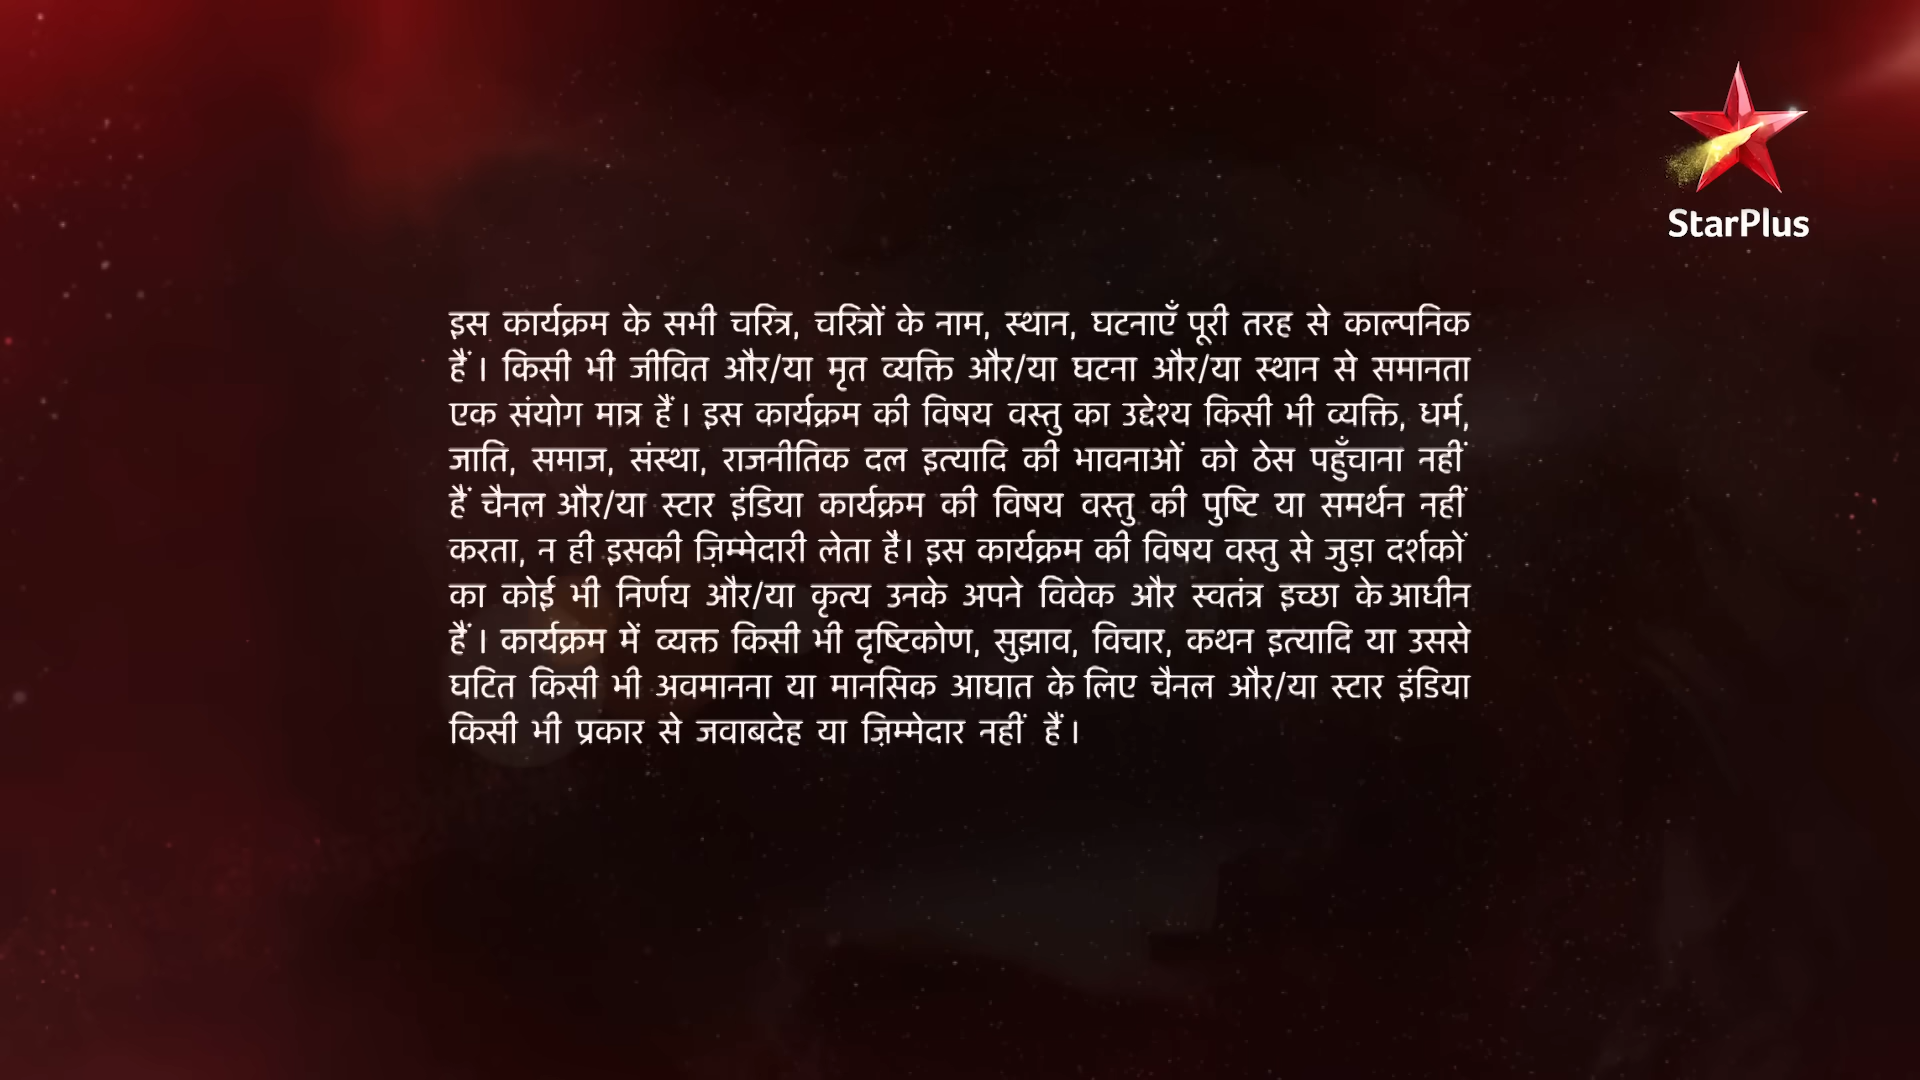 StarPlus
इस कार्यक्रम के सभी चरित्र, चरित्रों के नाम, स्थान, घटनाएँ पूरी तरह से काल्पनिक
हैं । किसी भी जीवित और/या मृत व्यक्ति और/या घटना और/या स्थान से समानता
एक संयोग मात्र हैं । इस कार्यक्रम की विषय वस्तु का उद्देश्य किसी भी व्यक्ति, धर्म,
जाति, समाज, संस्था, राजनीतिक दल इत्यादि की भावनाओं को ठेस पहुँचाना नहीं
हैं चैनल और/या स्टार इंडिया कार्यक्रम की विषय वस्तु की पुष्टि या समर्थन नहीं
करता, न ही इसकी ज़िम्मेदारी लेता है। इस कार्यक्रम की विषय वस्तु से जुड़ा दर्शकों
का कोई भी निर्णय और/या कृत्य उनके अपने विवेक और स्वतंत्र इच्छा के आधीन
हैं । कार्यक्रम में व्यक्त किसी भी दृष्टिकोण, सुझाव, विचार, कथन इत्यादि या उससे
घटित किसी भी अवमानना या मानसिक आघात के लिए चैनल और/या स्टार इंडिया
किसी भी प्रकार से जवाबदेह या ज़िम्मेदार नहीं हैं ।